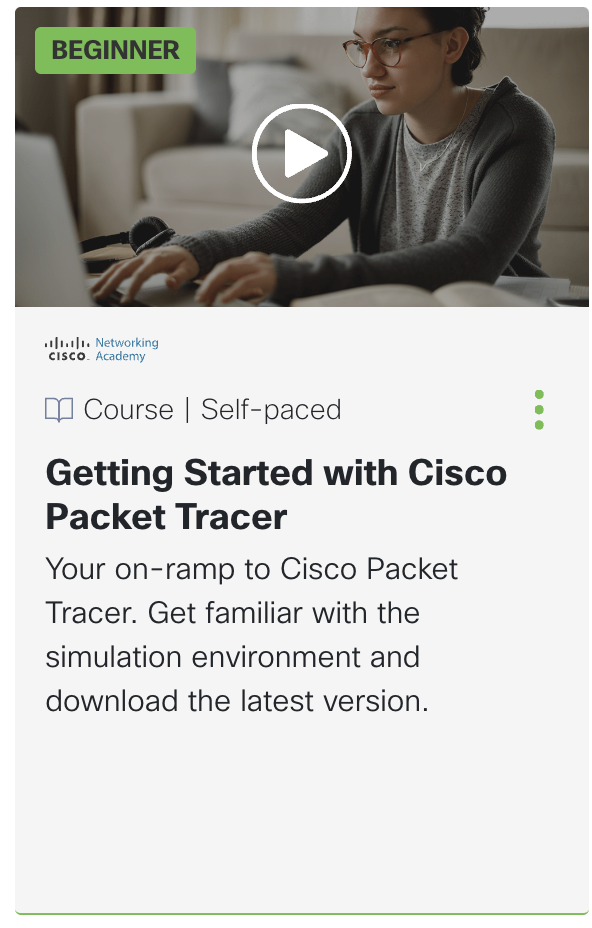 BEGINNER
CISCO Networking
Academy
Course | Self-paced
Getting Started with Cisco
Packet Tracer
Your on-ramp to Cisco Packet
Tracer. Get familiar with the
simulation environment and
download the latest version.